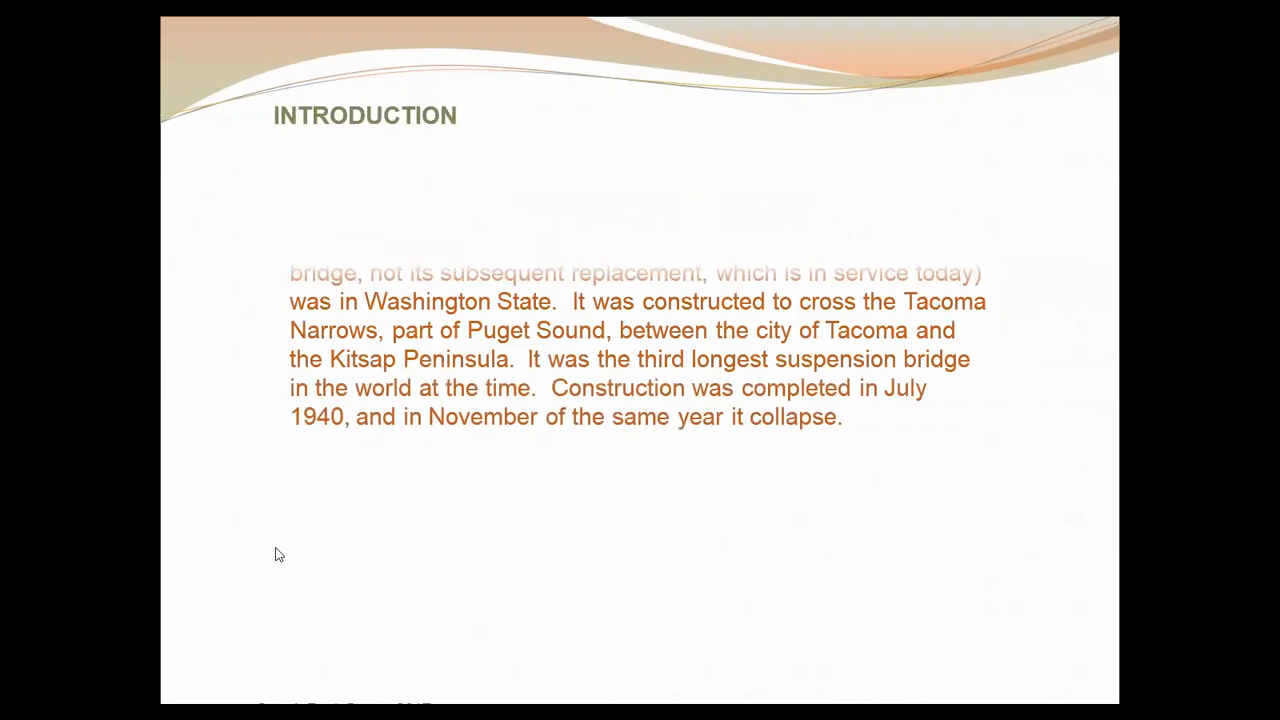 INTRODUCTION
bridge, not its subsequent replacement, which is in service today)
was in Washington State.  It was constructed to cross the Tacoma
Narrows, part of Puget Sound, between the city of Tacoma and
the Kitsap Peninsula.  It was the third longest suspension bridge
in the world at the time.  Construction was completed in July
1940, and in November of the same year it collapse.